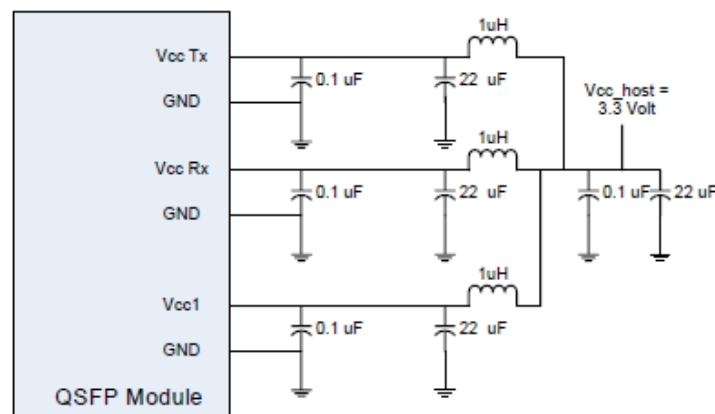 1uH
Vcc Tx
0.1 uF
22 uF
GND
Vcc_host =
3.3 Volt
1uH
Vcc Rx
0.1 uF
22 uF
0.1 uF
22 uF
GND
1uH
Vcc1
0.1 uF
22 uF
GND
QSFP Module